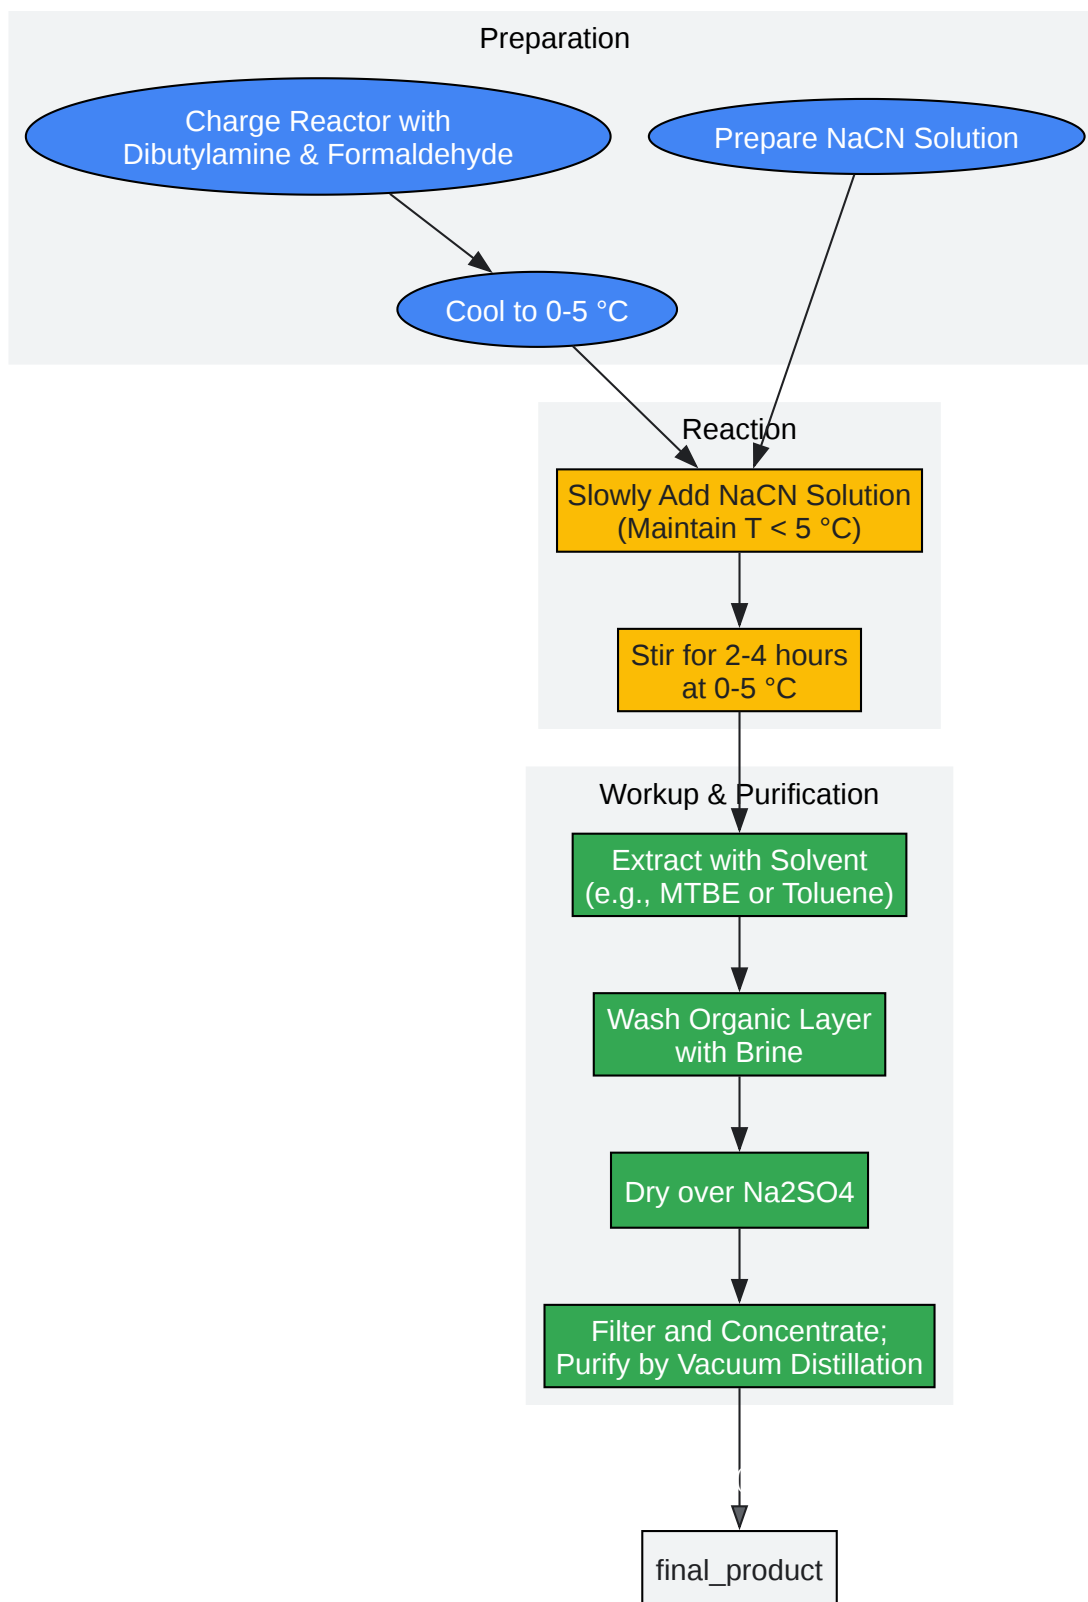 Preparation
Charge Reactor with
Dibutylamine & Formaldehyde
Prepare NaCN Solution
Cool to 0-5 °C
Reaction
Slowly Add NaCN Solution
(Maintain T < 5 °C)
Stir for 2-4 hours
at 0-5 °C
Workup & Purification
Extract with Solvent
(e.g., MTBE or Toluene)
Wash Organic Layer
with Brine
Dry over Na2SO4
Filter and Concentrate;
Purify by Vacuum Distillation
final_product